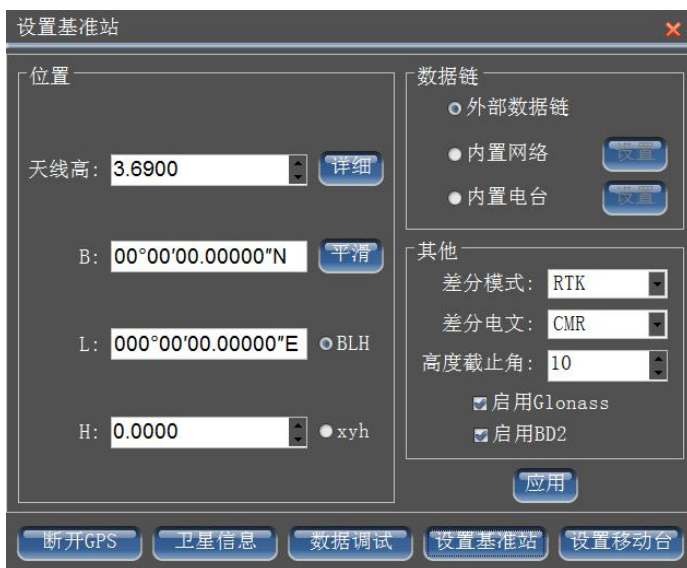 设置基准站
位置
天线高: 3.6900 详细
B: 00°00′00.00000″N 平滑
L: 000°00′00.00000″E BLH
H: 0.0000 xyh
数据链
外部数据链
内置网络 设置
内置电台 设置
其他
差分模式: RTK
差分电文: CMR
高度截止角: 10
启用Glonass
启用BD2
应用
断开GPS 卫星信息 数据调试 设置基准站 设置移动台